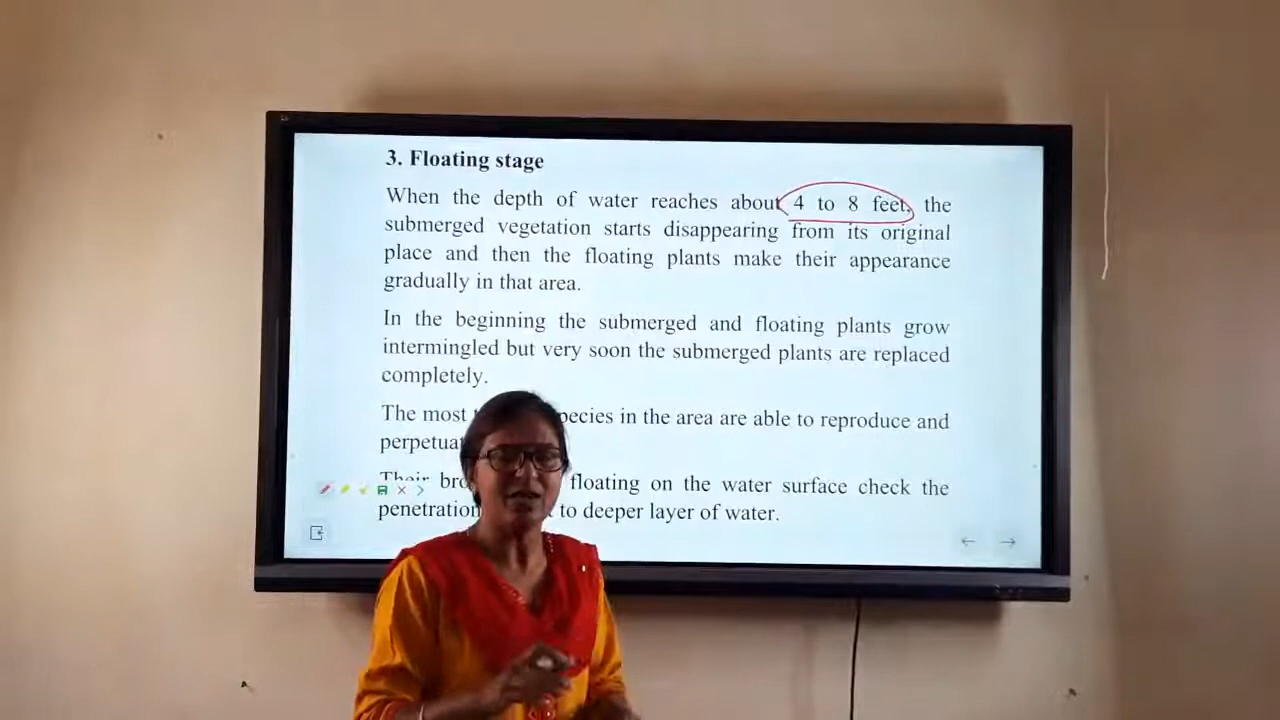 3. Floating stage
When the depth of water reaches about 4 to 8 feet, the
submerged vegetation starts disappearing from its original
place and then the floating plants make their appearance
gradually in that area.
In the beginning the submerged and floating plants grow
intermingled but very soon the submerged plants are replaced
completely.
The most species in the area are able to reproduce and
Their floating on the water surface check the
penetration to deeper layer of water.